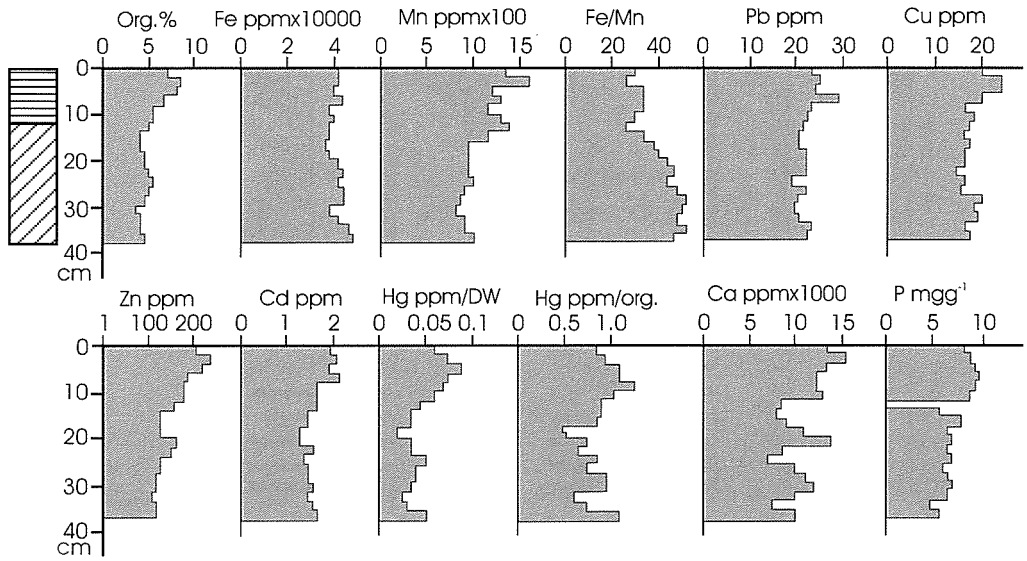 Org.% Fe ppmx10000 Mn ppmx100 Fe/Mn Pb ppm Cu ppm
0 5 10 0 2 4 0 5 10 15 0 20 40 0 10 20 30 0 10 20
0
10
20
30
40
cm
Zn ppm Cd ppm Hg ppm/DW Hg ppm/org. Ca ppmx1000 P mgg-1
1 100 200 0 1 2 0 0.05 0.1 0 0.5 1.0 0 5 10 15 0 5 10
0
10
20
30
40
cm